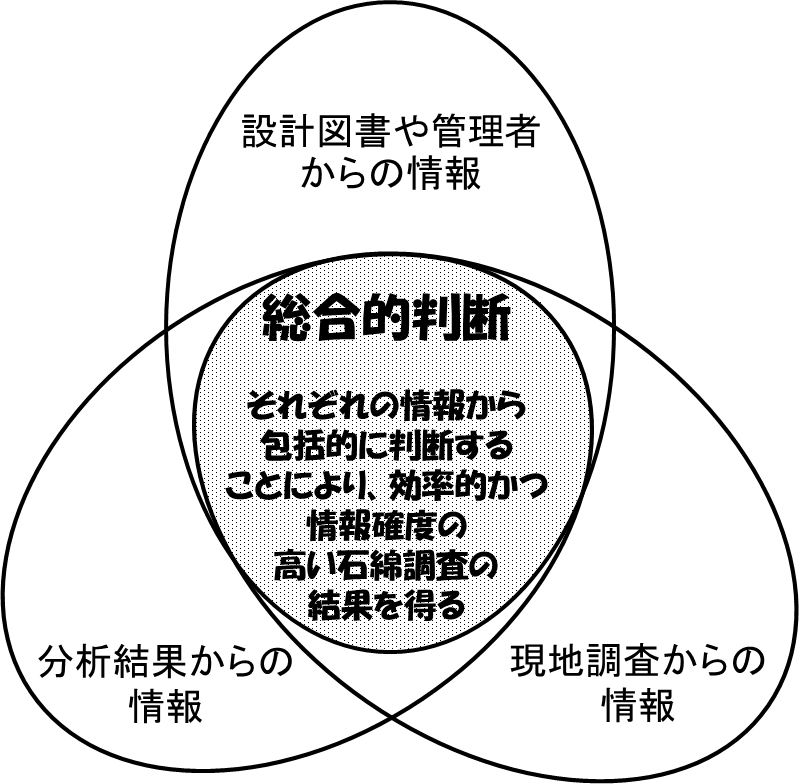 設計図書や管理者
からの情報
総合的判断
それぞれの情報から
包括的に判断する
ことにより、効率的かつ
情報確度の
高い石綿調査の
結果を得る
分析結果からの
情報
現地調査からの
情報